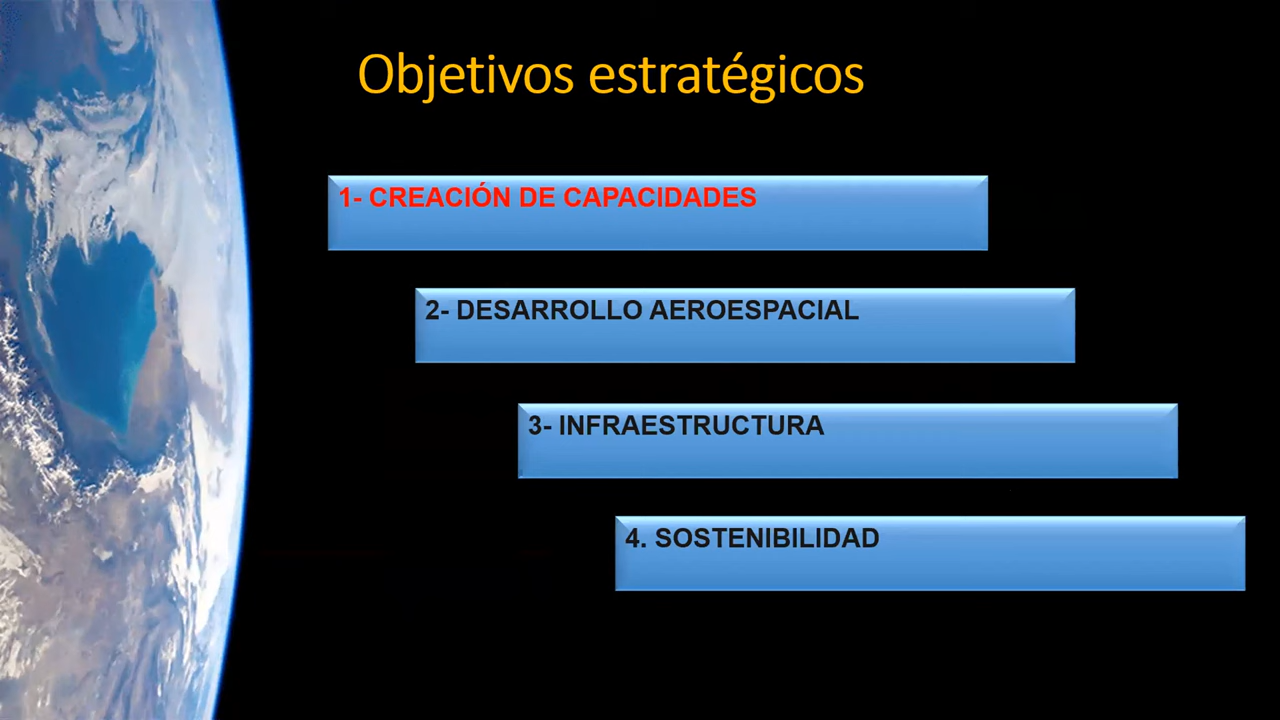 Objetivos estratégicos
1- CREACIÓN DE CAPACIDADES
2- DESARROLLO AEROESPACIAL
3- INFRAESTRUCTURA
4. SOSTENIBILIDAD